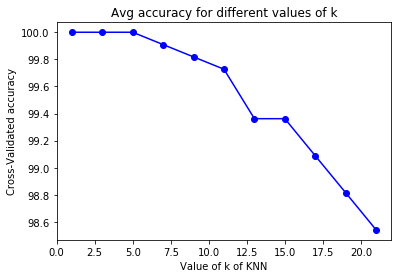 Avg accuracy for different values of k
100.0
99.8
99.6
99.4
99.2
99.0
98.8
98.6
Cross-Validated accuracy
0.0 2.5 5.0 7.5 10.0 12.5 15.0 17.5 20.0
Value of k of KNN